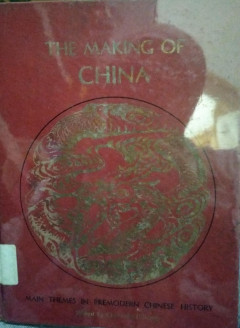 THE MAKING OF
CHINA
MAIN THEMES IN PREMODERN CHINESE HISTORY